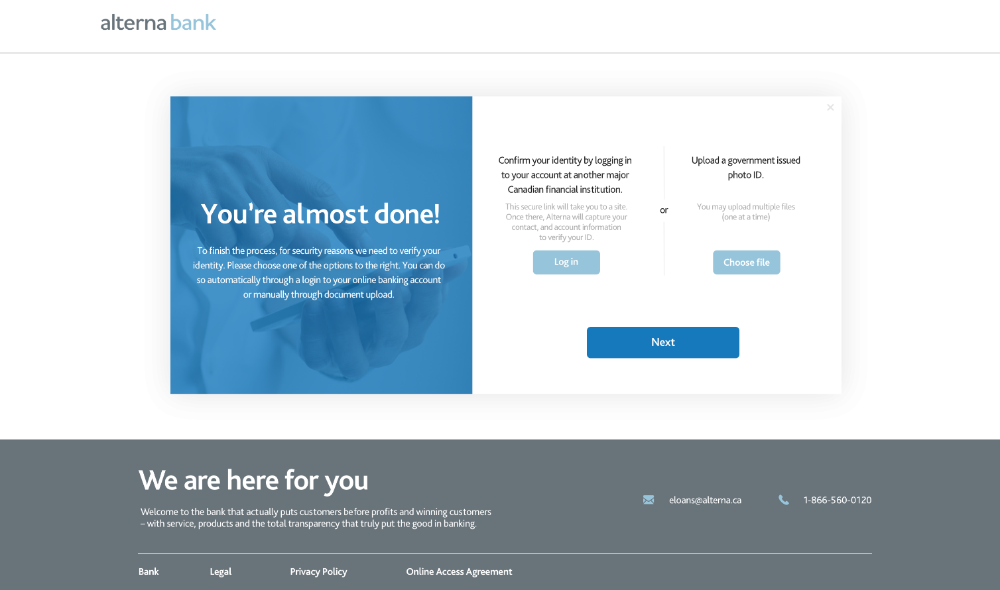 alterna bank
You're almost done!
To finish the process, for security reasons we need to verify your
identity. Please choose one of the options to the right. You can do
so automatically through a login to your online banking account
or manually through document upload.
Confirm your identity by logging in
to your account at another major
Canadian financial institution.
This secure link will take you to a site.
Once there, Alterna will capture your
contact, and account information
to verify your ID.
Log in
or
Upload a government issued
photo ID.
You may upload multiple files
(one at a time)
Choose file
Next
We are here for you
Welcome to the bank that actually puts customers before profits and winning customers
– with service, products and the total transparency that truly put the good in banking.
eloans@alterna.ca
1-866-560-0120
Bank
Legal
Privacy Policy
Online Access Agreement